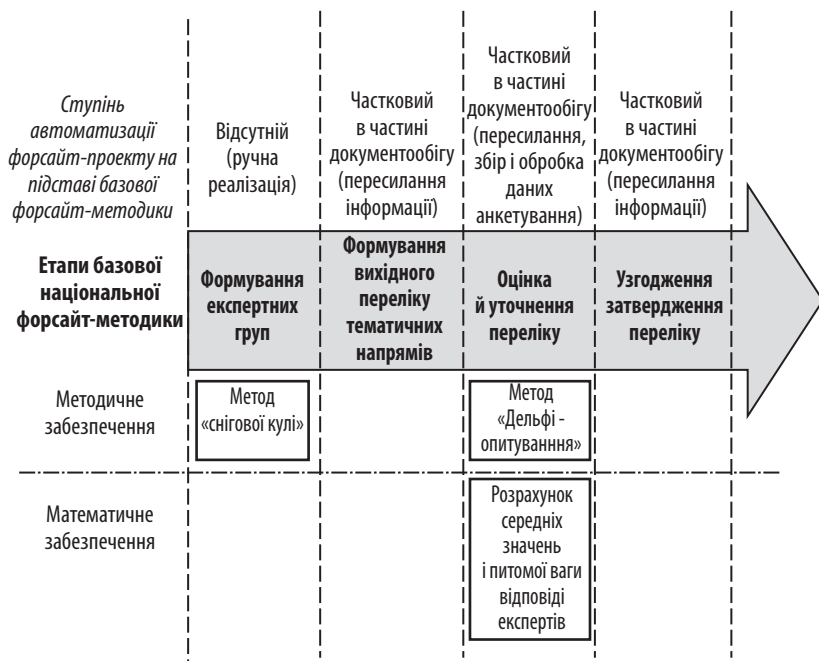 Ступінь
автоматизації
форсайт-проекту на
підставі базової
форсайт-методики
Відсутній
(ручна
реалізація)
Частковий
в частині
документообігу
(пересилання
інформації)
Частковий
в частині
документообігу
(пересилання,
збір і обробка
даних
анкетування)
Частковий
в частині
документообігу
(пересилання
інформації)
Етапи базової
національної
форсайт-методики
Формування
експертних
груп
Формування
вихідного
переліку
тематичних
напрямів
Оцінка
й уточнення
переліку
Узгодження
затвердження
переліку
Методичне
забезпечення
Метод
«снігової кулі»
Метод
«Дельфі -
опитуванння»
Математичне
забезпечення
Розрахунок
середніх
значень
і питомої ваги
відповіді
експертів